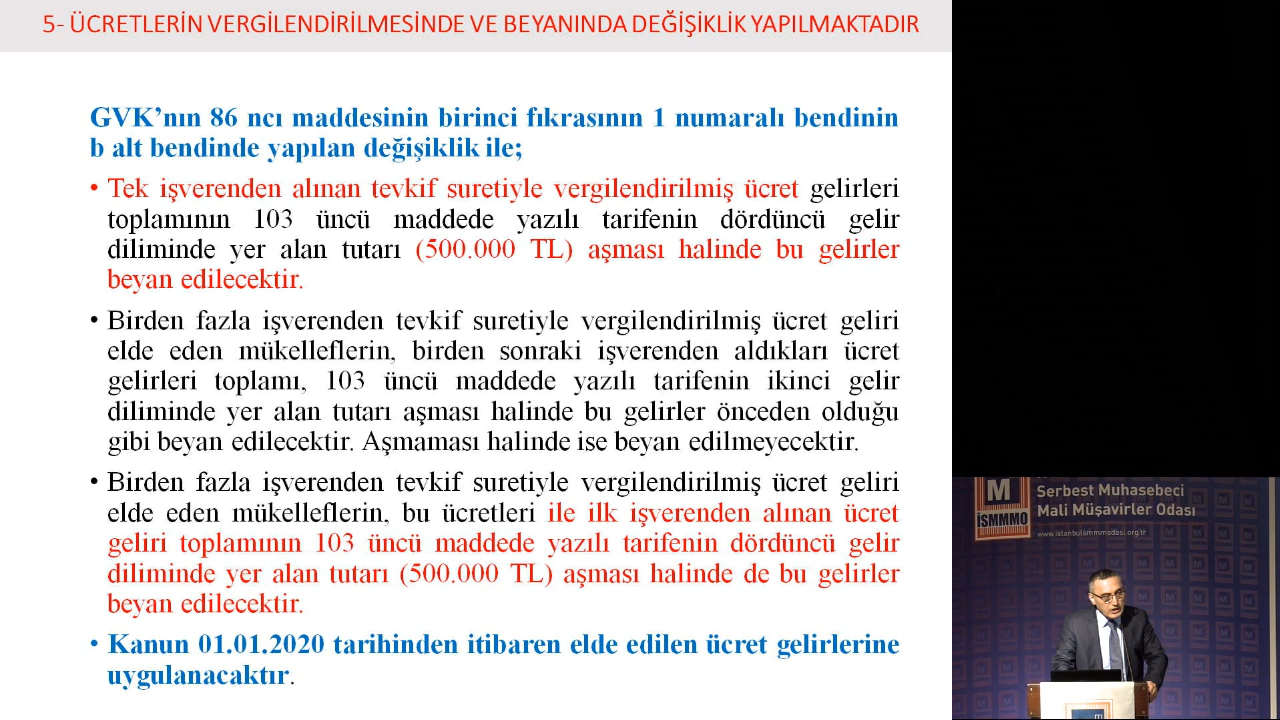 5- ÜCRETLERİN VERGİLENDİRİLMESİNDE VE BEYANINDA DEĞİŞİKLİK YAPILMAKTADIR
GVK’nın 86 ncı maddesinin birinci fıkrasının 1 numaralı bendinin
b alt bendinde yapılan değişiklik ile;
• Tek işverenden alınan tevkif suretiyle vergilendirilmiş ücret gelirleri
toplamının 103 üncü maddede yazılı tarifenin dördüncü gelir
diliminde yer alan tutarı (500.000 TL) aşması halinde bu gelirler
beyan edilecektir.
• Birden fazla işverenden tevkif suretiyle vergilendirilmiş ücret geliri
elde eden mükelleflerin, birden sonraki işverenden aldıkları ücret
gelirleri toplamı, 103 üncü maddede yazılı tarifenin ikinci gelir
diliminde yer alan tutarı aşması halinde bu gelirler önceden olduğu
gibi beyan edilecektir. Aşmaması halinde ise beyan edilmeyecektir.
• Birden fazla işverenden tevkif suretiyle vergilendirilmiş ücret geliri
elde eden mükelleflerin, bu ücretleri ile ilk işverenden alınan ücret
geliri toplamının 103 üncü maddede yazılı tarifenin dördüncü gelir
diliminde yer alan tutarı (500.000 TL) aşması halinde de bu gelirler
beyan edilecektir.
• Kanun 01.01.2020 tarihinden itibaren elde edilen ücret gelirlerine
uygulanacaktır.
M
İSMMMO
Serbest Muhasebeci
Mali Müşavirler Odası
www.istanbulsmmmodasi.org.tr